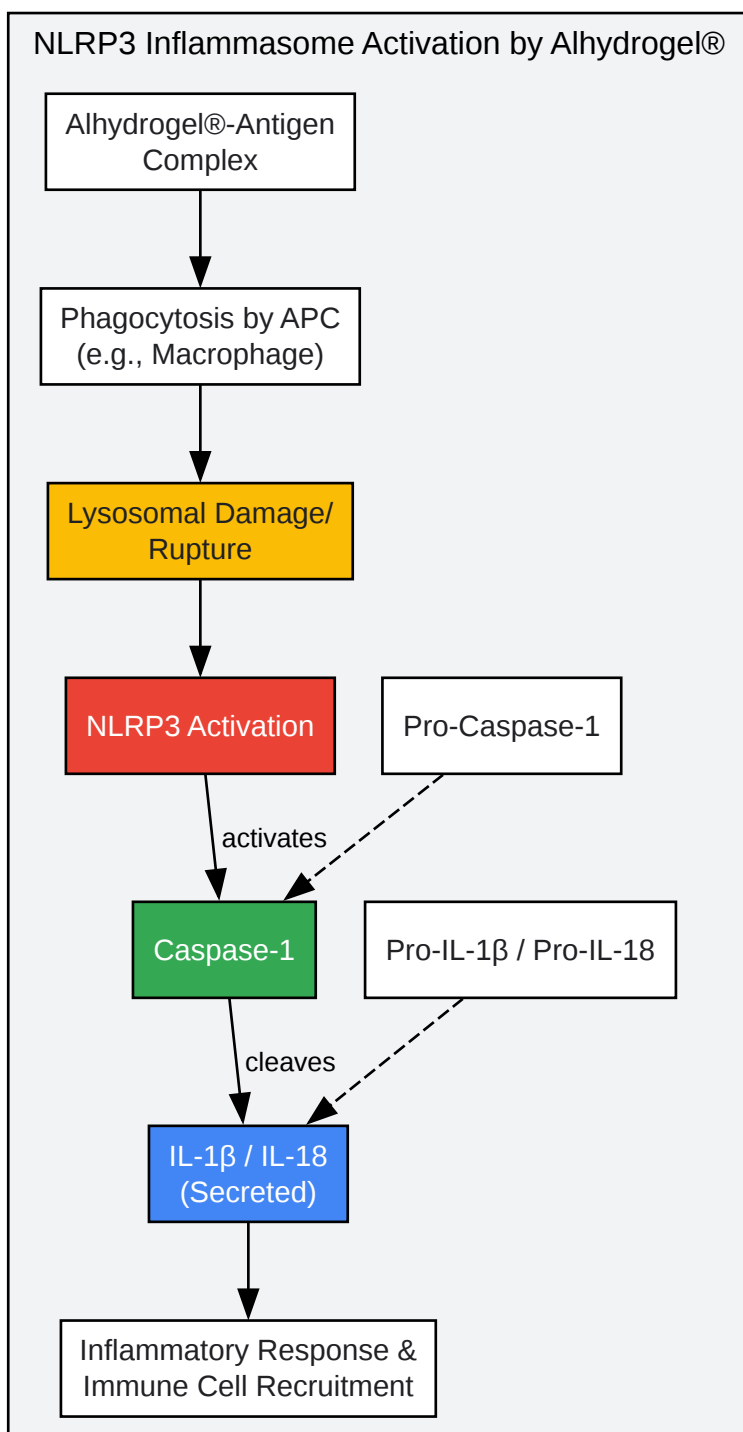 NLRP3 Inflammasome Activation by Alhydrogel®
Alhydrogel®-Antigen
Complex
Phagocytosis by APC
(e.g., Macrophage)
Lysosomal Damage/
Rupture
NLRP3 Activation
Pro-Caspase-1
activates
Caspase-1
Pro-IL-1β / Pro-IL-18
cleaves
IL-1β / IL-18
(Secreted)
Inflammatory Response &
Immune Cell Recruitment